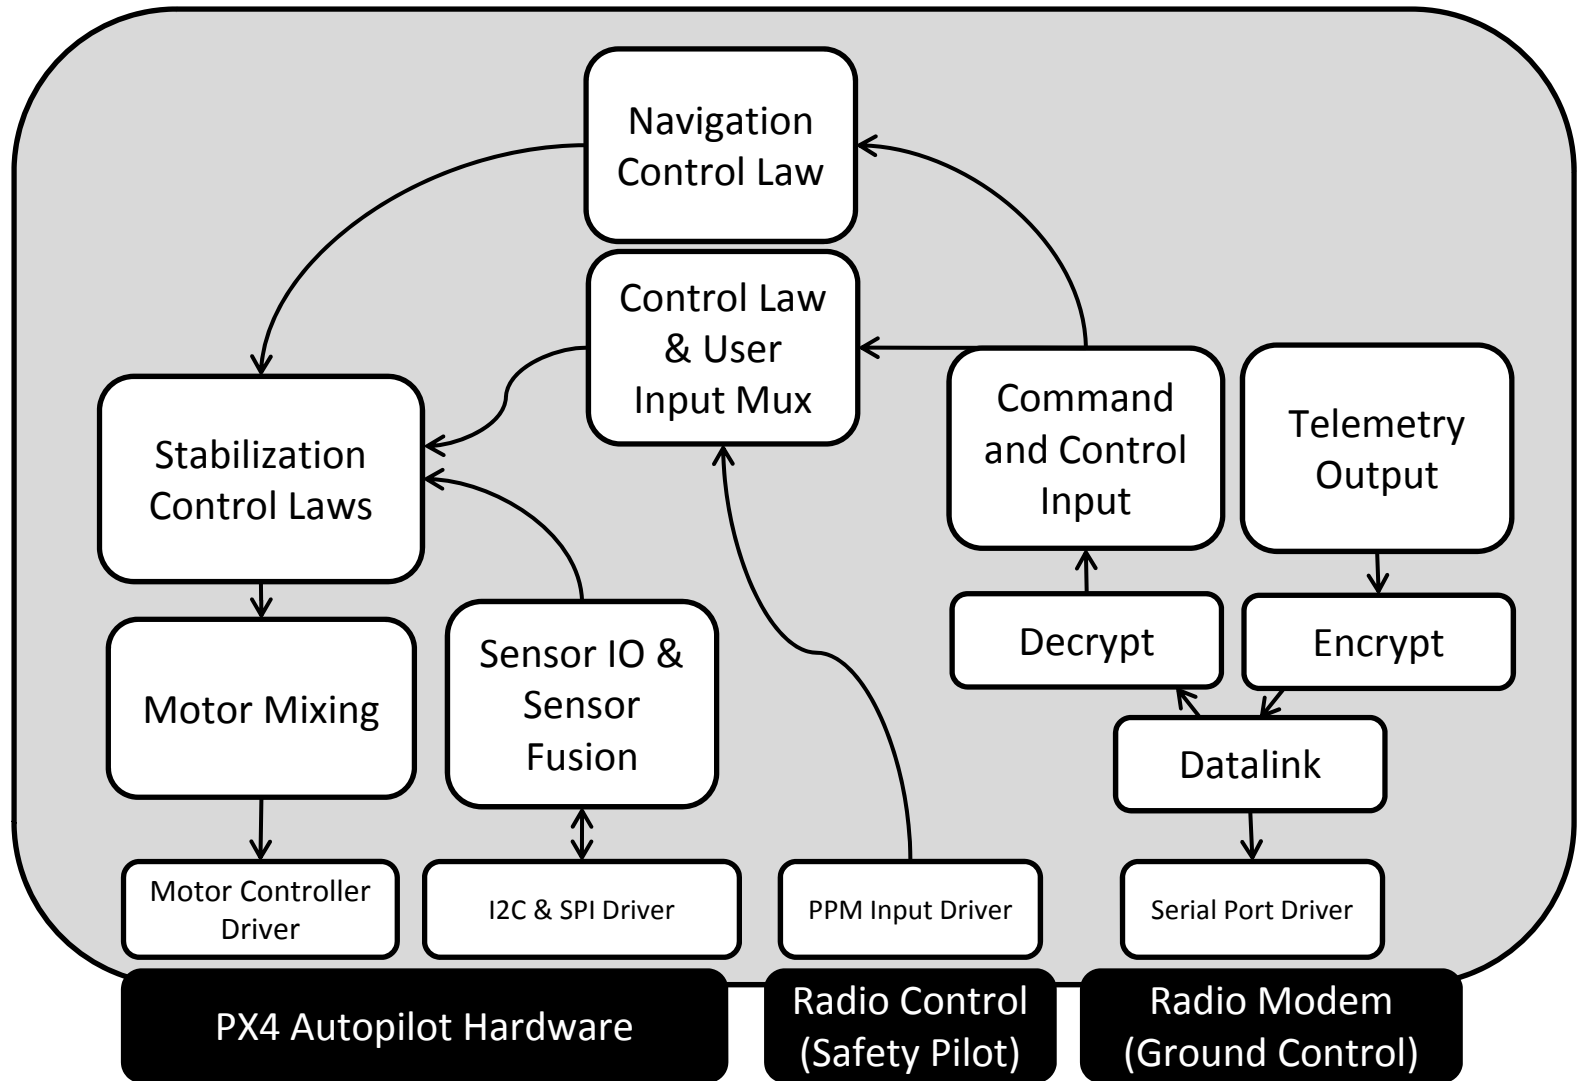 Navigation
Control Law
Control Law
& User
Input Mux
Command
and Control
Input
Telemetry
Output
Stabilization
Control Laws
Decrypt
Encrypt
Motor Mixing
Sensor IO &
Sensor
Fusion
Datalink
Motor Controller
Driver
I2C & SPI Driver
PPM Input Driver
Serial Port Driver
PX4 Autopilot Hardware
Radio Control
(Safety Pilot)
Radio Modem
(Ground Control)